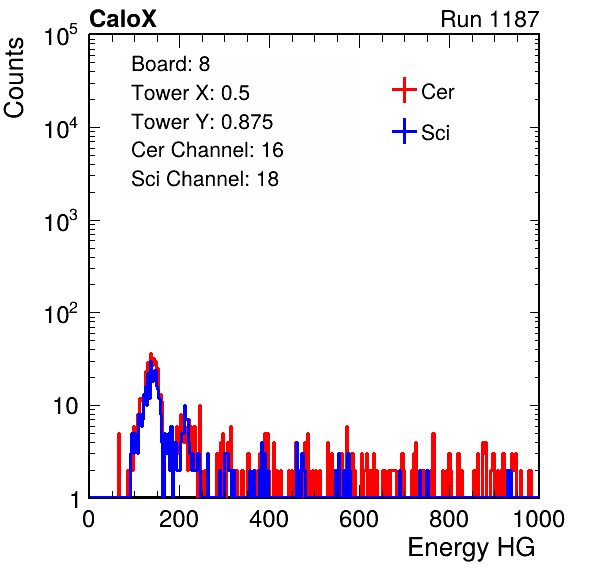 CaloX Run 1187
Counts
10^5
10^4
10^3
10^2
10
1
Board: 8
Tower X: 0.5
Tower Y: 0.875
Cer Channel: 16
Sci Channel: 18
Cer
Sci
0 200 400 600 800 1000
Energy HG